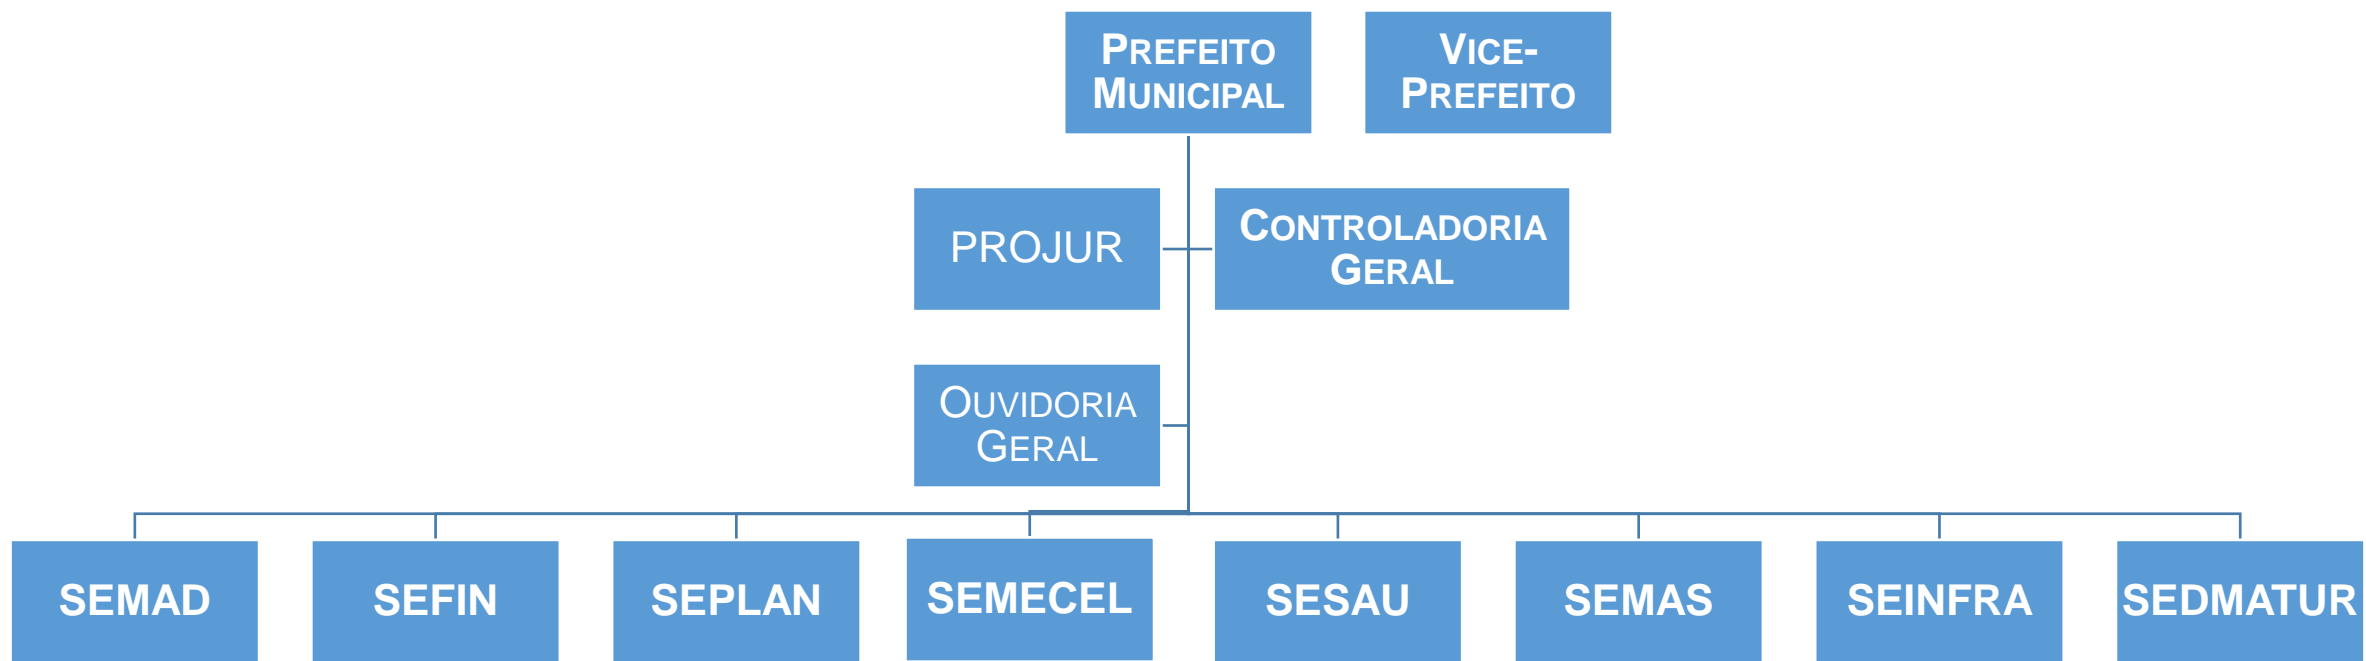 PREFEITO
MUNICIPAL
VICE-
PREFEITO
PROJUR
CONTROLADORIA
GERAL
OUVIDORIA
GERAL
SEMAD
SEFIN
SEPLAN
SEMECEL
SESAU
SEMAS
SEINFRA
SEDMATUR